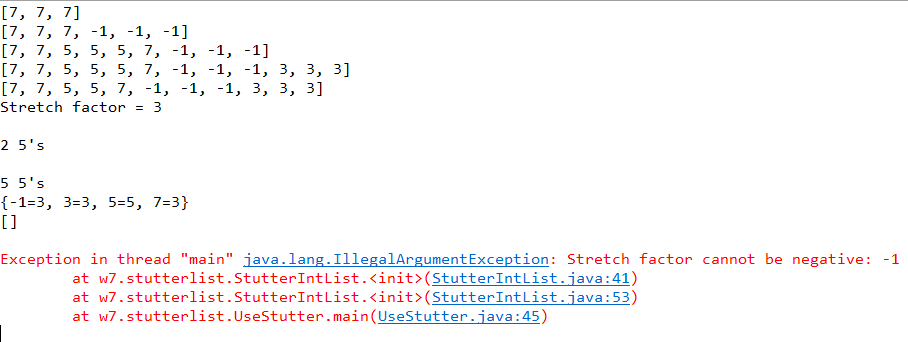 [7, 7, 7]
[7, 7, 7, -1, -1, -1]
[7, 7, 5, 5, 5, 7, -1, -1, -1]
[7, 7, 5, 5, 5, 7, -1, -1, -1, 3, 3, 3]
[7, 7, 5, 5, 7, -1, -1, -1, 3, 3, 3]
Stretch factor = 3
2 5's
5 5's
{-1=3, 3=3, 5=5, 7=3}
[]
Exception in thread "main" java.lang.IllegalArgumentException: Stretch factor cannot be negative: -1
at w7.stutterlist.StutterIntList.<init>(StutterIntList.java:41)
at w7.stutterlist.StutterIntList.<init>(StutterIntList.java:53)
at w7.stutterlist.UseStutter.main(UseStutter.java:45)